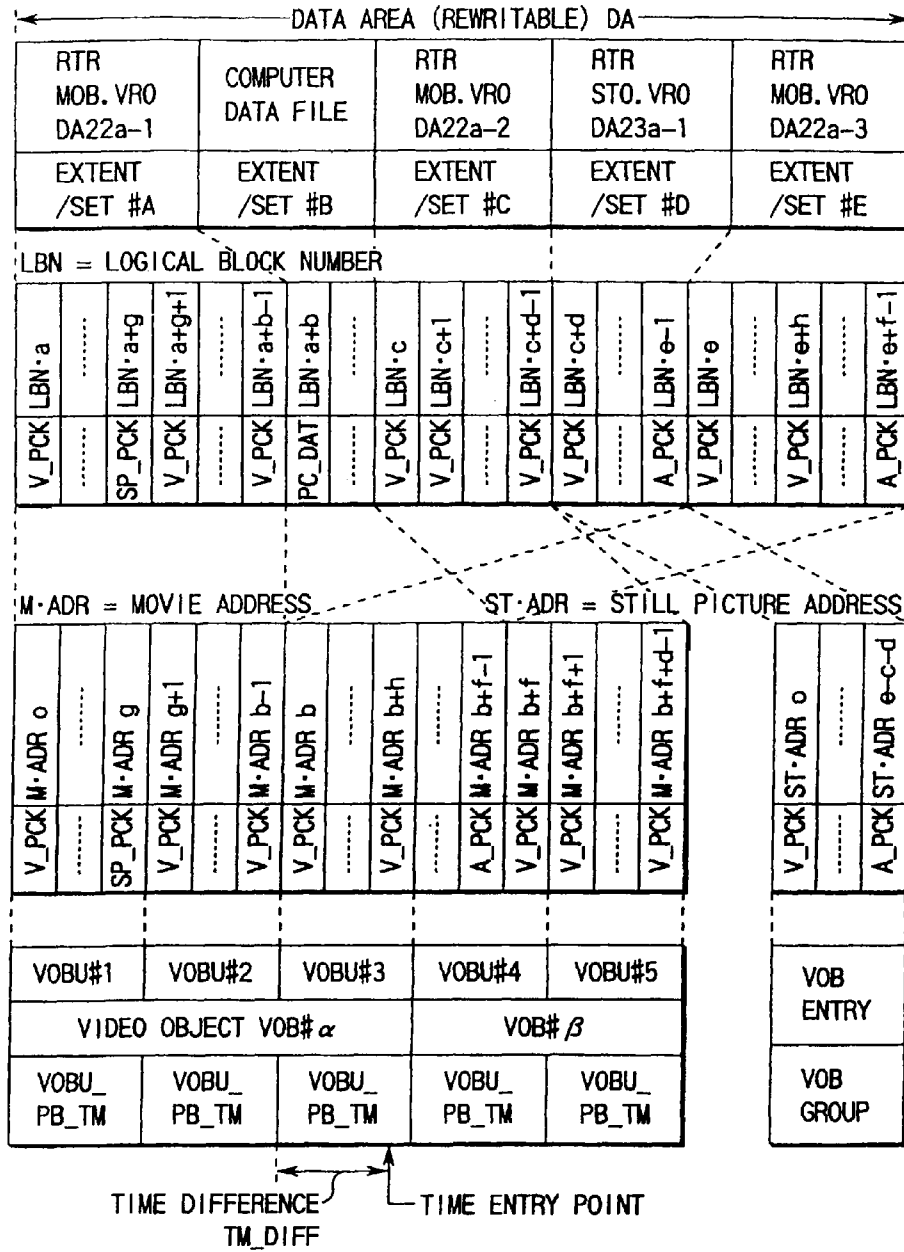 DATA AREA (REWRITABLE) DA
RTR MOB.VRO DA22a-1
COMPUTER DATA FILE
RTR MOB.VRO DA22a-2
RTR STO.VRO DA23a-1
RTR MOB.VRO DA22a-3
EXTENT /SET #A
EXTENT /SET #B
EXTENT /SET #C
EXTENT /SET #D
EXTENT /SET #E
LBN = LOGICAL BLOCK NUMBER
V_PCK LBN·a
SP_PCK LBN·a+g
V_PCK LBN·a+g+1
V_PCK LBN·a+b-1
PC_DAT LBN·a+b
V_PCK LBN·c
V_PCK LBN·c+1
V_PCK LBN·c+d-1
V_PCK LBN·c+d
A_PCK LBN·e-1
V_PCK LBN·e
V_PCK LBN·e+h
A_PCK LBN·e+f-1
M·ADR = MOVIE ADDRESS
ST·ADR = STILL PICTURE ADDRESS
V_PCK M·ADR o
SP_PCK M·ADR g
V_PCK M·ADR g+1
V_PCK M·ADR b-1
V_PCK M·ADR b
V_PCK M·ADR b+h
A_PCK M·ADR b+f-1
V_PCK M·ADR b+f
V_PCK M·ADR b+f+1
V_PCK M·ADR b+f+d-1
V_PCK ST·ADR o
A_PCK ST·ADR e-c-d
VOBU#1
VOBU#2
VOBU#3
VOBU#4
VOBU#5
VOB ENTRY
VIDEO OBJECT VOB#α
VOB#β
VOBU_ PB_TM
VOBU_ PB_TM
VOBU_ PB_TM
VOBU_ PB_TM
VOBU_ PB_TM
VOB GROUP
TIME DIFFERENCE TM_DIFF
TIME ENTRY POINT